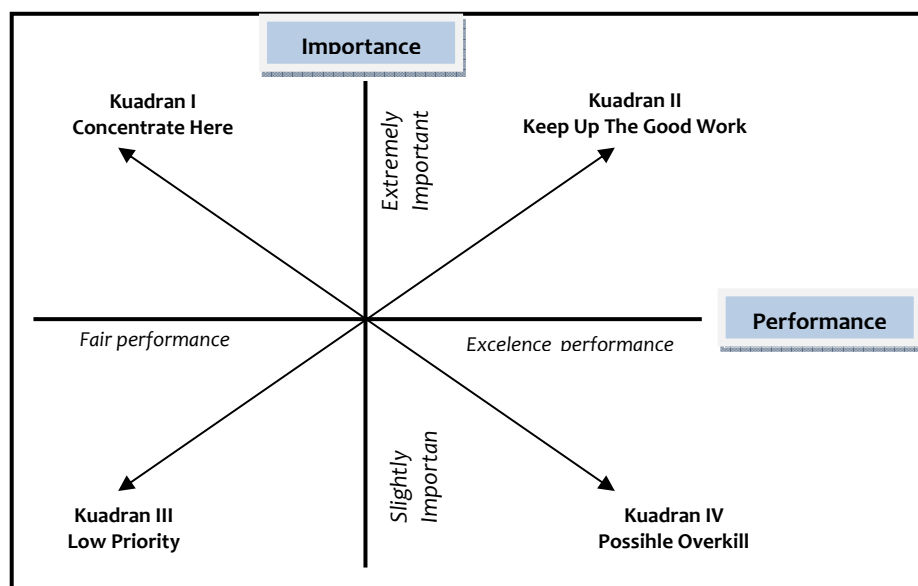 Importance
Kuadran I
Concentrate Here
Kuadran II
Keep Up The Good Work
Extremely
Important
Performance
Fair performance
Excelence performance
Slightly
Importan
Kuadran III
Low Priority
Kuadran IV
Possible Overkill